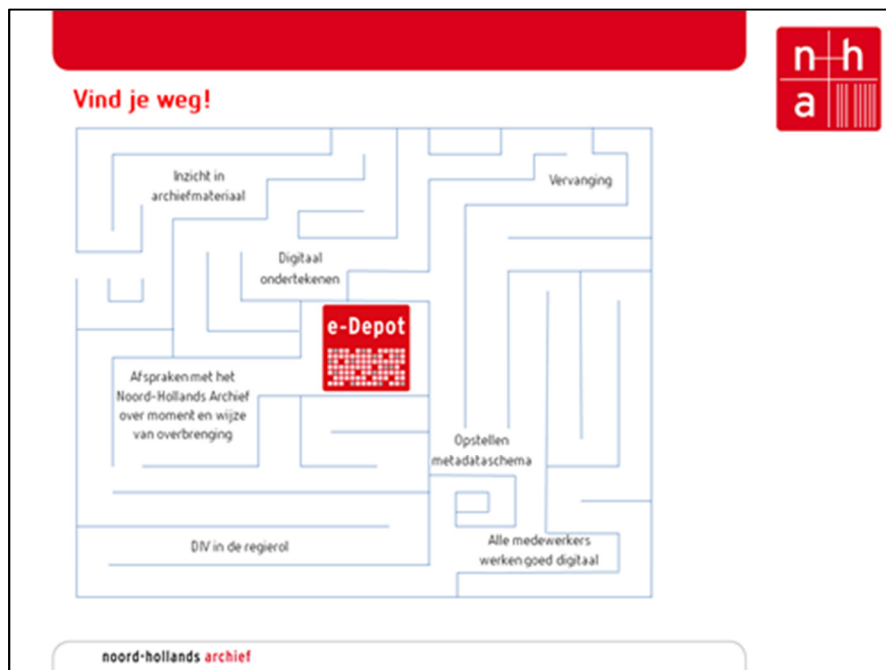 n h
a
Vind je weg!
Inzicht in
archiefmateriaal
Vervanging
Digitaal
ondertekenen
e-Depot
Afspraken met het
Noord-Hollands Archief
over moment en wijze
van overbrenging
Opstellen
metadataschema
DIV in de regierol
Alle medewerkers
werken goed digitaal
noord-hollands archief